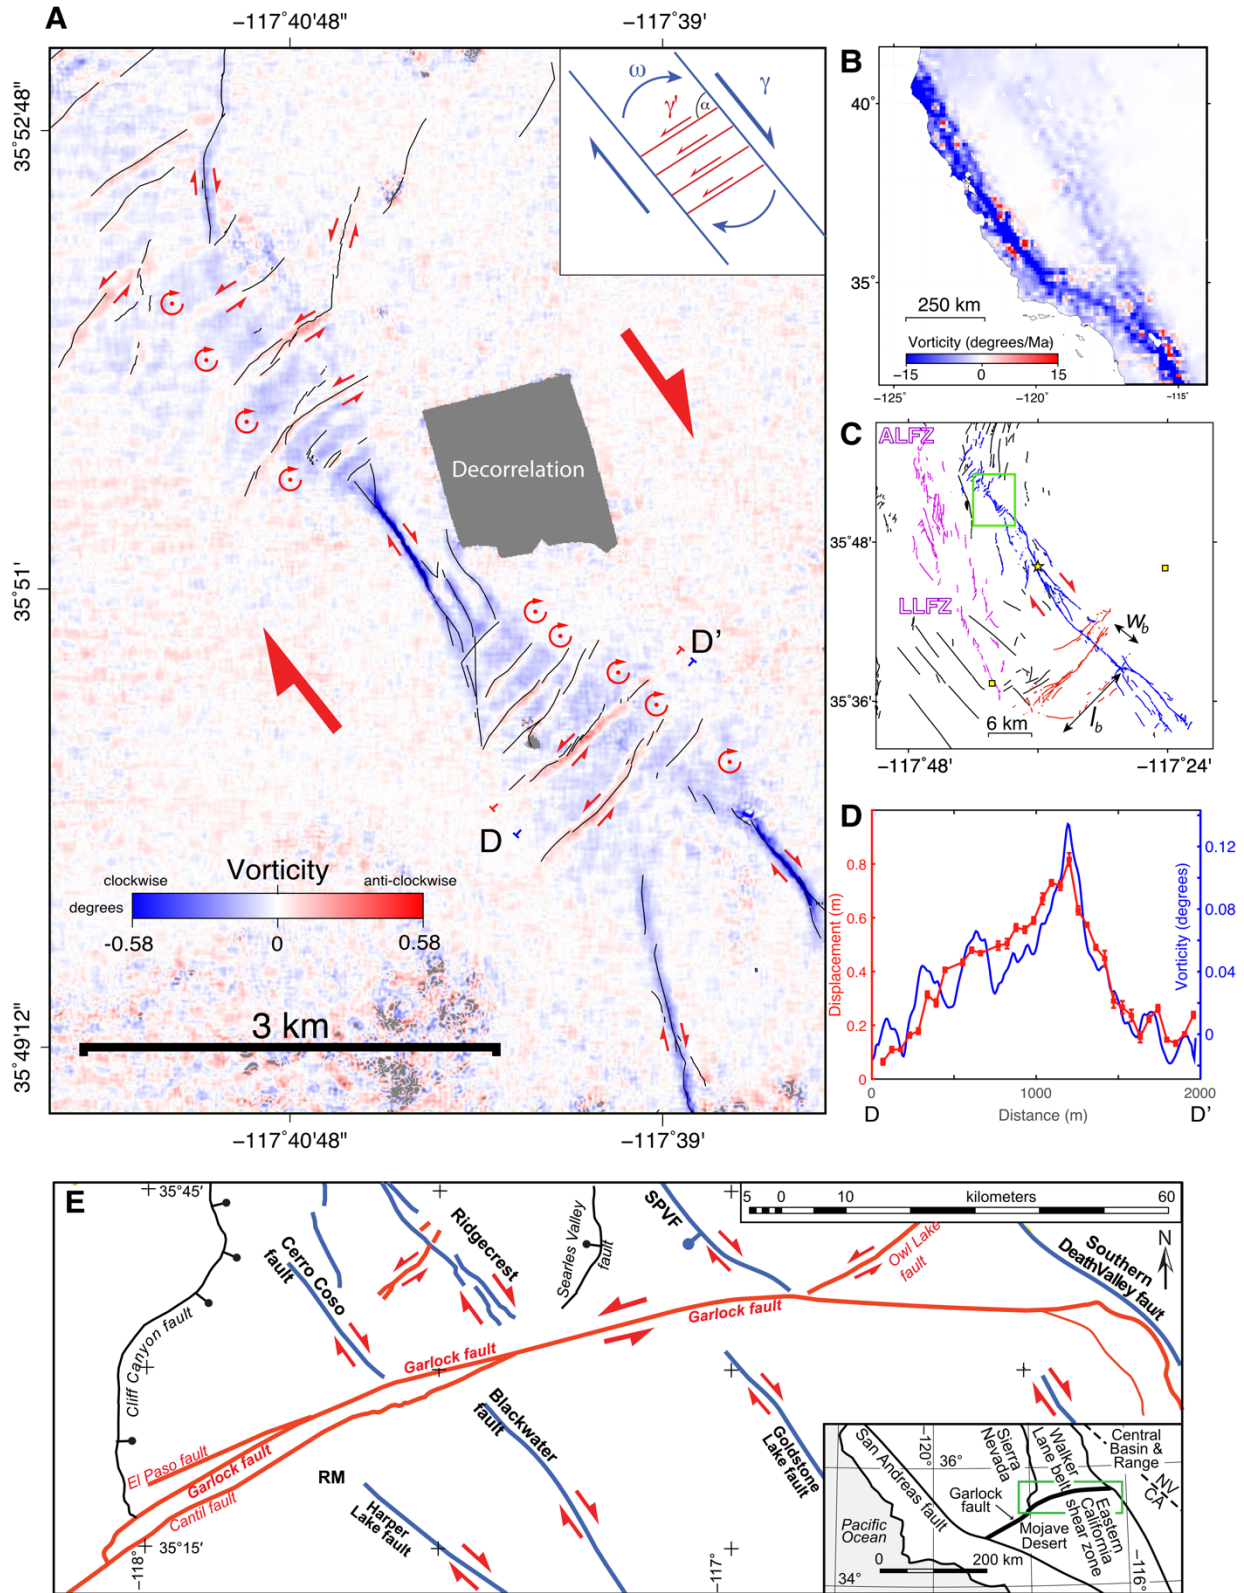 A
−117˚40'48"
−117˚39'
35˚52'48"
35˚51'
35˚49'12"
ω
γ
γ'
α
Decorrelation
D'
D
Vorticity
clockwise
anti-clockwise
degrees
-0.58
0
0.58
3 km
−117˚40'48"
−117˚39'
B
40˚
35˚
250 km
Vorticity (degrees/Ma)
−15
0
15
−125˚
−120˚
−115˚
C
ALFZ
LLFZ
35˚48'
35˚36'
Wb
lb
6 km
−117˚48'
−117˚24'
D
Displacement (m)
0.8
0.6
0.4
0.2
0
Vorticity (degrees)
0.12
0.08
0.04
0
0
1000
2000
D
Distance (m)
D'
E
35°45'
5 0 10 kilometers 60
N
Cliff Canyon fault
Cerro Coso
fault
Ridgecrest
Searles Valley
fault
SPVF
Owl Lake
fault
Southern
Death Valley fault
Garlock fault
Garlock fault
El Paso fault
Garlock fault
Cantil fault
RM
Harper
Lake fault
Blackwater
fault
Goldstone
Lake fault
35°15'
−118°
−117°
San Andreas fault
−120°
36°
Sierra
Nevada
Walker
Lane belt
Central
Basin &
Range
NV
CA
Garlock
fault
Mojave
Desert
Eastern
California
shear zone
Pacific
Ocean
0 200 km
34°
−116°